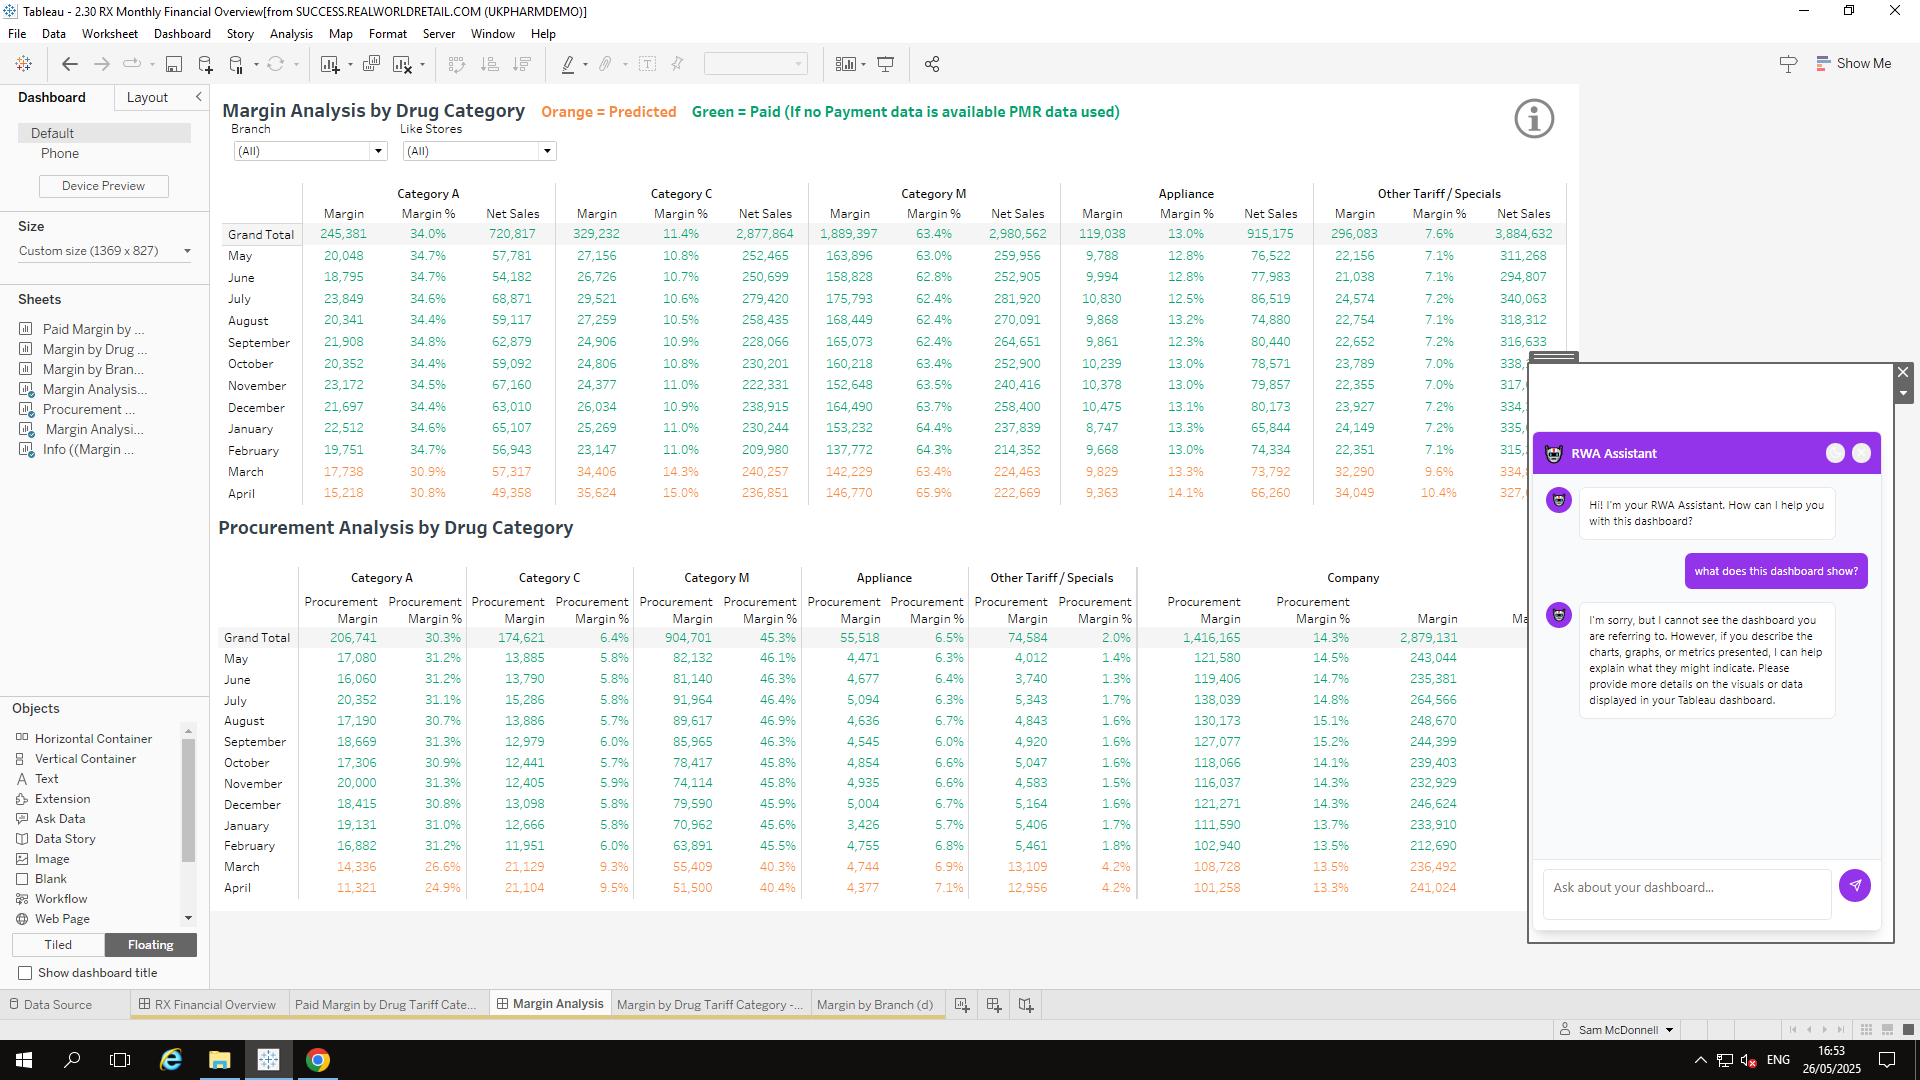 Tableau - 2.30 RX Monthly Financial Overview[from SUCCESS.REALWORLDRETAIL.COM (UKPHARMDEMO)]
File Data Worksheet Dashboard Story Analysis Map Format Server Window Help
Show Me
Dashboard Layout
Default
Phone
Device Preview
Size
Custom size (1369 x 827)
Sheets
Paid Margin by ...
Margin by Drug ...
Margin by Bran...
Margin Analysis...
Procurement ...
Margin Analysi...
Info ((Margin ...
Objects
Horizontal Container
Vertical Container
Text
Extension
Ask Data
Data Story
Image
Blank
Workflow
Web Page
Tiled Floating
Show dashboard title
Margin Analysis by Drug Category Orange = Predicted Green = Paid (If no Payment data is available PMR data used)
Branch Like Stores
(All) (All)
Category A Category C Category M Appliance Other Tariff / Specials
Margin Margin % Net Sales Margin Margin % Net Sales Margin Margin % Net Sales Margin Margin % Net Sales Margin Margin % Net Sales
Grand Total 245,381 34.0% 720,817 329,232 11.4% 2,877,864 1,889,397 63.4% 2,980,562 119,038 13.0% 915,175 296,083 7.6% 3,884,632
May 20,048 34.7% 57,781 27,156 10.8% 252,465 163,896 63.0% 259,956 9,788 12.8% 76,522 22,156 7.1% 311,268
June 18,795 34.7% 54,182 26,726 10.7% 250,699 158,828 62.8% 252,905 9,994 12.8% 77,983 21,038 7.1% 294,807
July 23,849 34.6% 68,871 29,521 10.6% 279,420 175,793 62.4% 281,920 10,830 12.5% 86,519 24,574 7.2% 340,063
August 20,341 34.4% 59,117 27,259 10.5% 258,435 168,449 62.4% 270,091 9,868 13.2% 74,880 22,754 7.1% 318,312
September 21,908 34.8% 62,879 24,906 10.9% 228,066 165,073 62.4% 264,651 9,861 12.3% 80,440 22,652 7.2% 316,633
October 20,352 34.4% 59,092 24,806 10.8% 230,201 160,218 63.4% 252,900 10,239 13.0% 78,571 23,789 7.0% 338,
November 23,172 34.5% 67,160 24,377 11.0% 222,331 152,648 63.5% 240,416 10,378 13.0% 79,857 22,355 7.0% 317,
December 21,697 34.4% 63,010 26,034 10.9% 238,915 164,490 63.7% 258,400 10,475 13.1% 80,173 23,927 7.2% 334,
January 22,512 34.6% 65,107 25,269 11.0% 230,244 153,232 64.4% 237,839 8,747 13.3% 65,844 24,149 7.2% 335,
February 19,751 34.7% 56,943 23,147 11.0% 209,980 137,772 64.3% 214,352 9,668 13.0% 74,334 22,351 7.1% 315,
March 17,738 30.9% 57,317 34,406 14.3% 240,257 142,229 63.4% 224,463 9,829 13.3% 73,792 32,290 9.6% 334,
April 15,218 30.8% 49,358 35,624 15.0% 236,851 146,770 65.9% 222,669 9,363 14.1% 66,260 34,049 10.4% 327,
Procurement Analysis by Drug Category
Category A Category C Category M Appliance Other Tariff / Specials Company
Procurement Procurement Procurement Procurement Procurement Procurement Procurement Procurement Procurement Procurement Procurement Procurement
Margin Margin % Margin Margin % Margin Margin % Margin Margin % Margin Margin % Margin Margin % Margin Ma
Grand Total 206,741 30.3% 174,621 6.4% 904,701 45.3% 55,518 6.5% 74,584 2.0% 1,416,165 14.3% 2,879,131
May 17,080 31.2% 13,885 5.8% 82,132 46.1% 4,471 6.3% 4,012 1.4% 121,580 14.5% 243,044
June 16,060 31.2% 13,790 5.8% 81,140 46.3% 4,677 6.4% 3,740 1.3% 119,406 14.7% 235,381
July 20,352 31.1% 15,286 5.8% 91,964 46.4% 5,094 6.3% 5,343 1.7% 138,039 14.8% 264,566
August 17,190 30.7% 13,886 5.7% 89,617 46.9% 4,636 6.7% 4,843 1.6% 130,173 15.1% 248,670
September 18,669 31.3% 12,979 6.0% 85,965 46.3% 4,545 6.0% 4,920 1.6% 127,077 15.2% 244,399
October 17,306 30.9% 12,441 5.7% 78,417 45.8% 4,854 6.6% 5,047 1.6% 118,066 14.1% 239,403
November 20,000 31.3% 12,405 5.9% 74,114 45.8% 4,935 6.6% 4,583 1.5% 116,037 14.3% 232,929
December 18,415 30.8% 13,098 5.8% 79,590 45.9% 5,004 6.7% 5,164 1.6% 121,271 14.3% 246,624
January 19,131 31.0% 12,666 5.8% 70,962 45.6% 3,426 5.7% 5,406 1.7% 111,590 13.7% 233,910
February 16,882 31.2% 11,951 6.0% 63,891 45.5% 4,755 6.8% 5,461 1.8% 102,940 13.5% 212,690
March 14,336 26.6% 21,129 9.3% 55,409 40.3% 4,744 6.9% 13,109 4.2% 108,728 13.5% 236,492
April 11,321 24.9% 21,104 9.5% 51,500 40.4% 4,377 7.1% 12,956 4.2% 101,258 13.3% 241,024
RWA Assistant
Hi! I'm your RWA Assistant. How can I help you
with this dashboard?
what does this dashboard show?
I'm sorry, but I cannot see the dashboard you
are referring to. However, if you describe the
charts, graphs, or metrics presented, I can help
explain what they might indicate. Please
provide more details on the visuals or data
displayed in your Tableau dashboard.
Ask about your dashboard...
Data Source RX Financial Overview Paid Margin by Drug Tariff Cate... Margin Analysis Margin by Drug Tariff Category -... Margin by Branch (d)
Sam McDonnell
ENG
16:53
26/05/2025